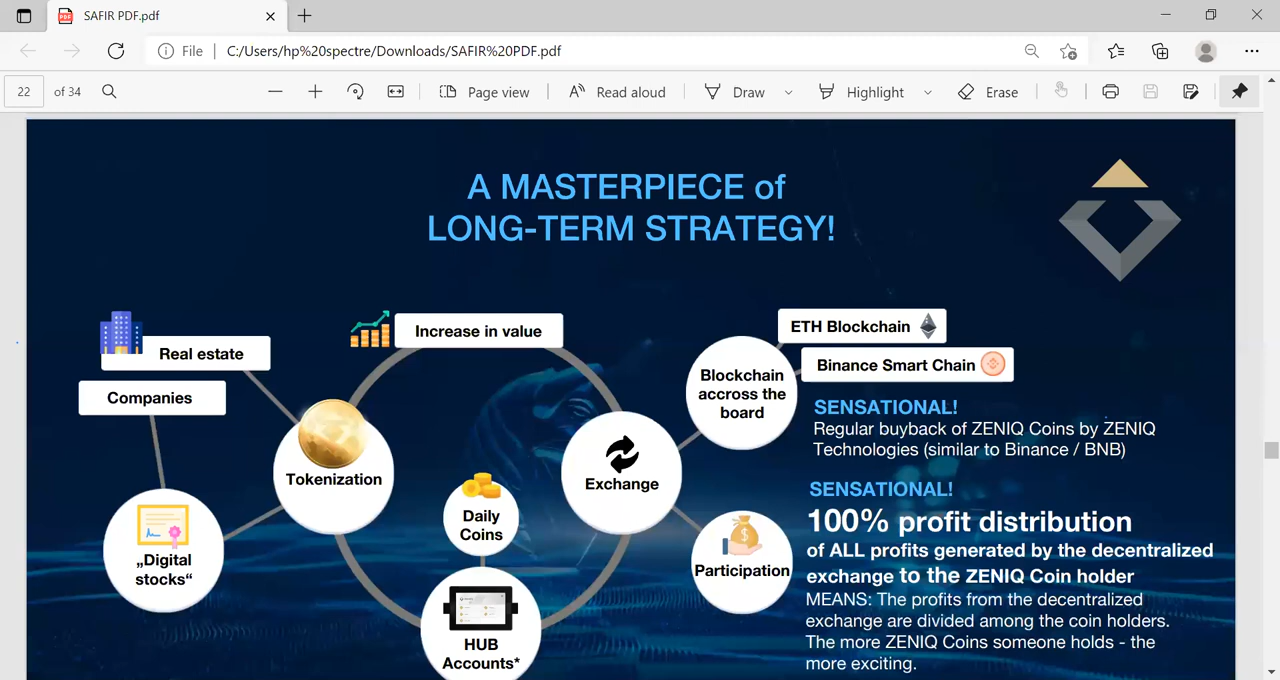 SAFIR PDF.pdf
File
C:/Users/hp%20spectre/Downloads/SAFIR%20PDF.pdf
22 of 34
Page view
Read aloud
Draw
Highlight
Erase
A MASTERPIECE of
LONG-TERM STRATEGY!
Real estate
Companies
„Digital
stocks“
Tokenization
Increase in value
Daily
Coins
HUB
Accounts*
Exchange
Blockchain
accross the
board
ETH Blockchain
Binance Smart Chain
Participation
SENSATIONAL!
Regular buyback of ZENIQ Coins by ZENIQ
Technologies (similar to Binance / BNB)
SENSATIONAL!
100% profit distribution
of ALL profits generated by the decentralized
exchange to the ZENIQ Coin holder
MEANS: The profits from the decentralized
exchange are divided among the coin holders.
The more ZENIQ Coins someone holds - the
more exciting.